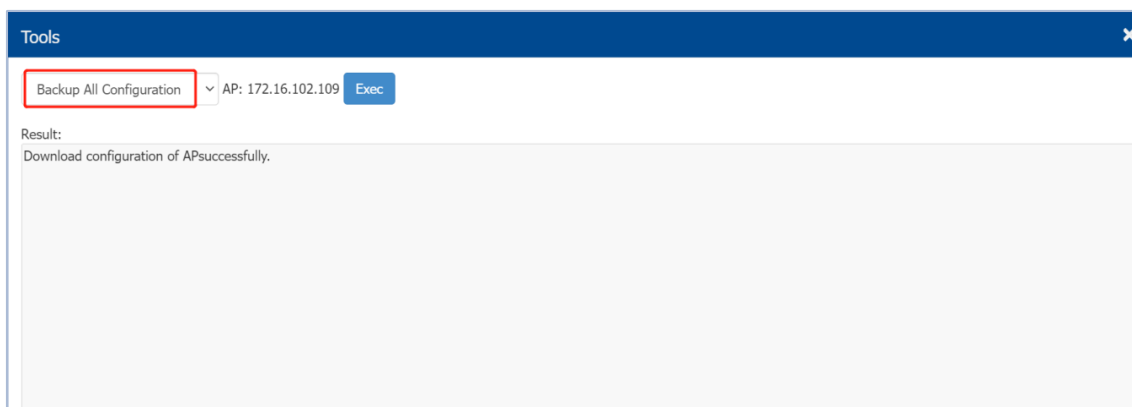 Tools
Backup All Configuration AP: 172.16.102.109 Exec
Result:
Download configuration of APsuccessfully.